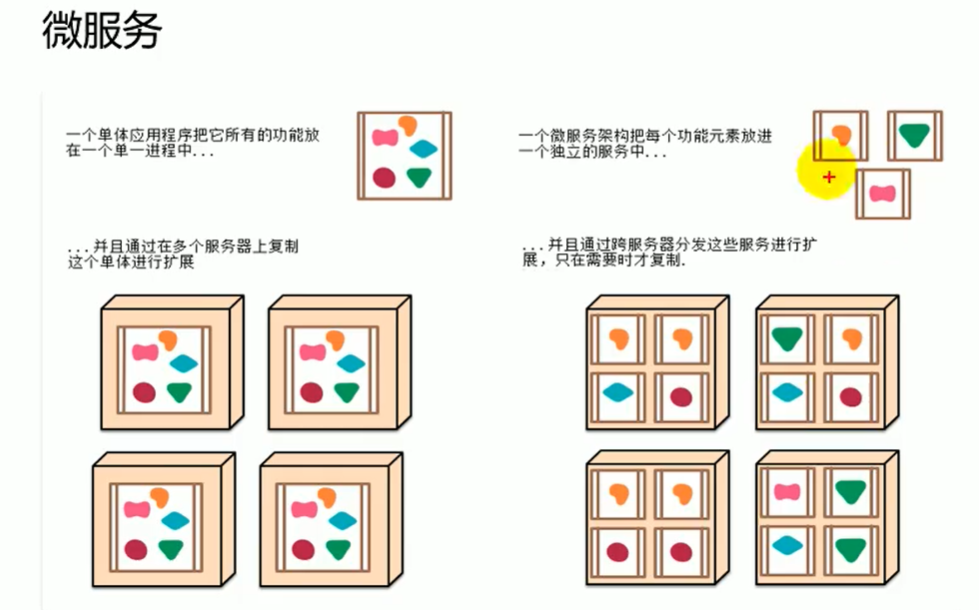 微服务
一个单体应用程序把它所有的功能放
在一个单一进程中...
一个微服务架构把每个功能元素放进
一个独立的服务中...
...并且通过在多个服务器上复制
这个单体进行扩展
...并且通过跨服务器分发这些服务进行扩
展，只在需要时才复制.